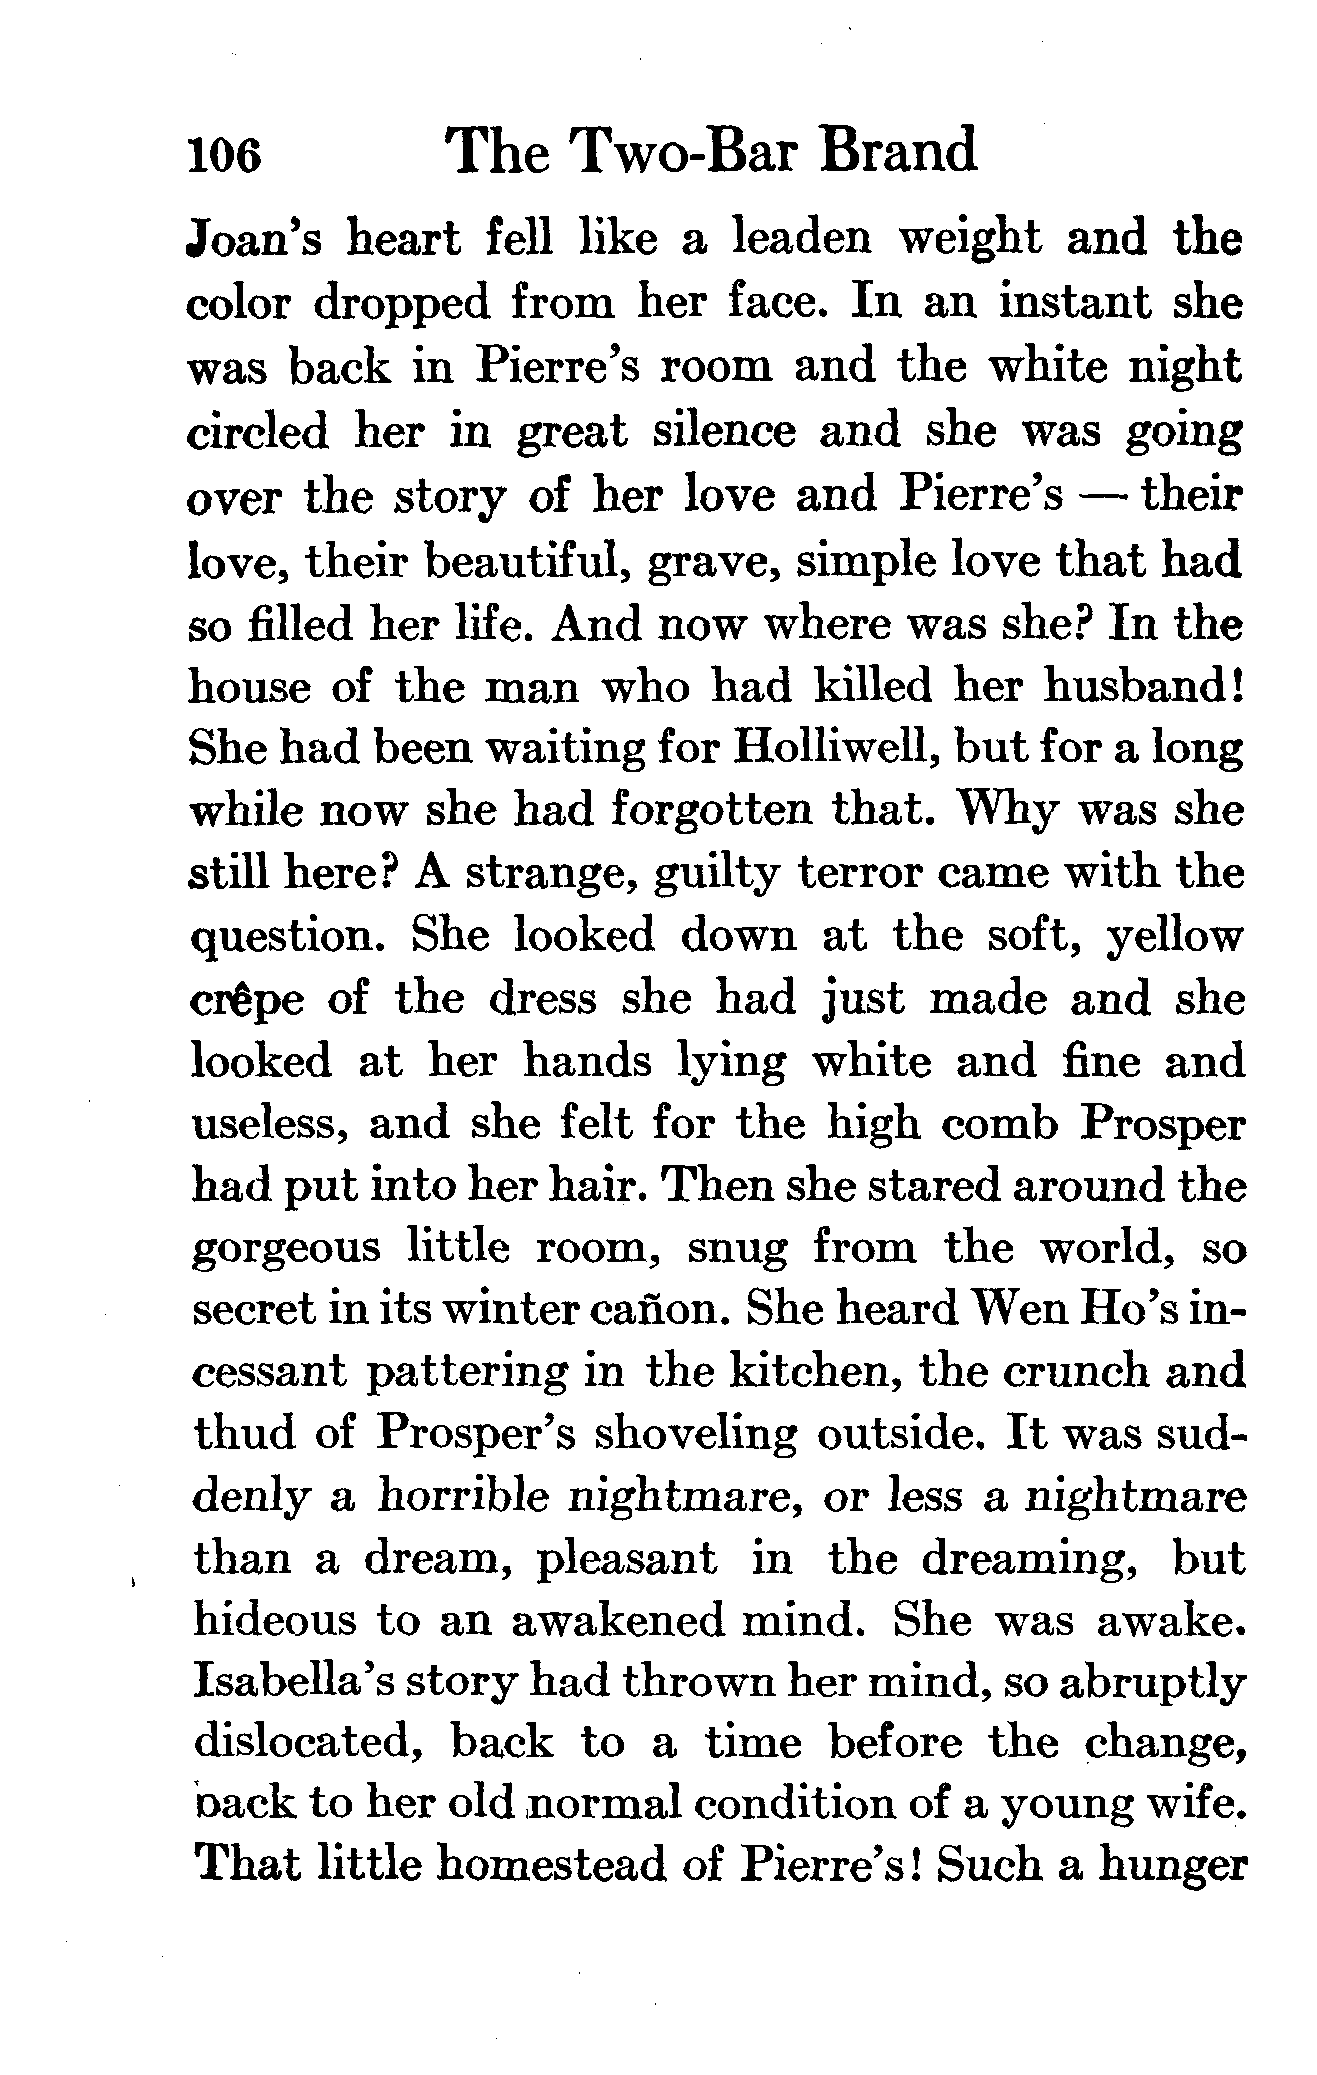 106 The Two-Bar Brand
Joan's heart fell like a leaden weight and the
color dropped from her face. In an instant she
was back in Pierre's room and the white night
circled her in great silence and she was going
over the story of her love and Pierre's — their
love, their beautiful, grave, simple love that had
so filled her life. And now where was she? In the
house of the man who had killed her husband!
She had been waiting for Holliwell, but for a long
while now she had forgotten that. Why was she
still here? A strange, guilty terror came with the
question. She looked down at the soft, yellow
crêpe of the dress she had just made and she
looked at her hands lying white and fine and
useless, and she felt for the high comb Prosper
had put into her hair. Then she stared around the
gorgeous little room, snug from the world, so
secret in its winter cañon. She heard Wen Ho's in-
cessant pattering in the kitchen, the crunch and
thud of Prosper's shoveling outside. It was sud-
denly a horrible nightmare, or less a nightmare
than a dream, pleasant in the dreaming, but
hideous to an awakened mind. She was awake.
Isabella's story had thrown her mind, so abruptly
dislocated, back to a time before the change,
back to her old normal condition of a young wife.
That little homestead of Pierre's! Such a hunger